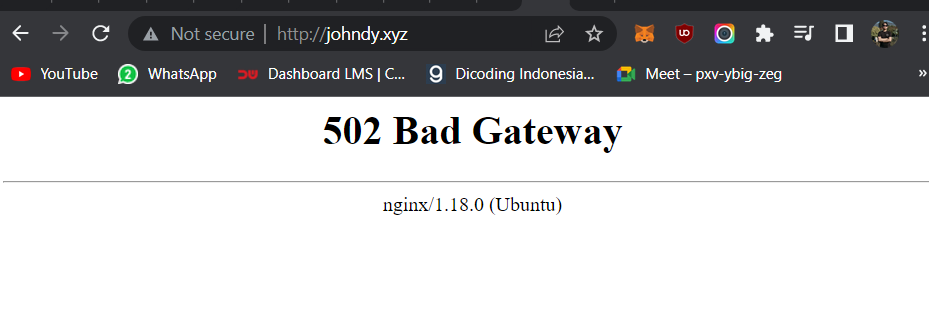 Not secure | http://johndy.xyz
YouTube WhatsApp Dashboard LMS | C... Dicoding Indonesia... Meet – pxv-ybig-zeg »
502 Bad Gateway
nginx/1.18.0 (Ubuntu)